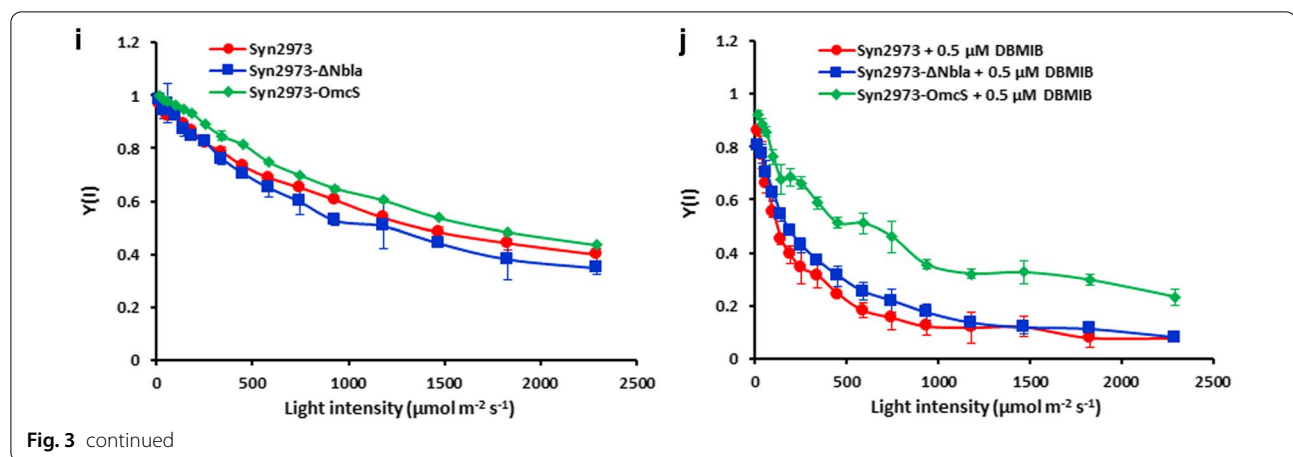 i
1.2
1
0.8
0.6
0.4
0.2
0
Y(I)
Syn2973
Syn2973-ΔNbla
Syn2973-OmcS
0
500
1000
1500
2000
2500
Light intensity (µmol m⁻² s⁻¹)
j
1.2
1
0.8
0.6
0.4
0.2
0
Y(I)
Syn2973 + 0.5 µM DBMIB
Syn2973-ΔNbla + 0.5 µM DBMIB
Syn2973-OmcS + 0.5 µM DBMIB
0
500
1000
1500
2000
2500
Light intensity (µmol m⁻² s⁻¹)
Fig. 3 continued